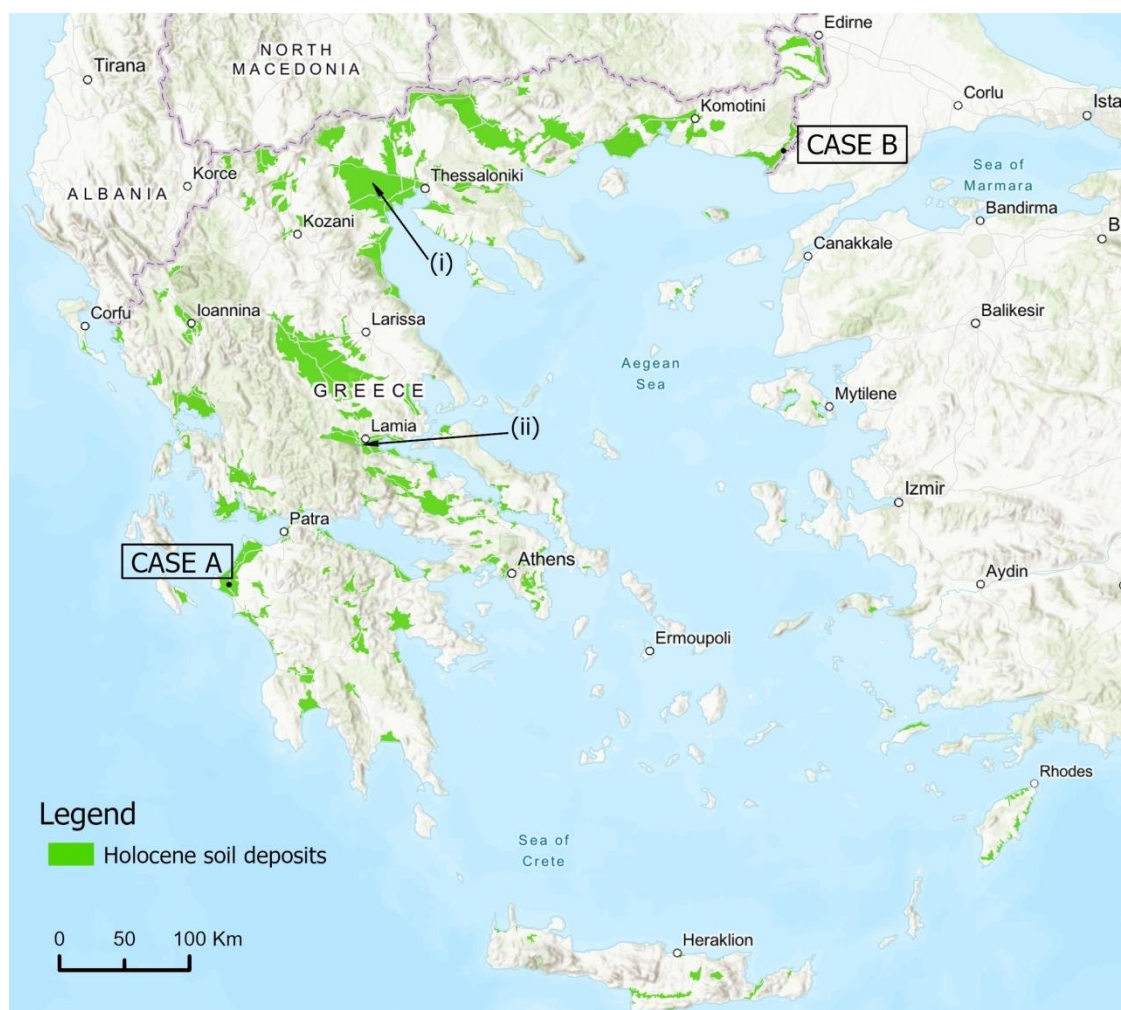 Edirne
NORTH
MACEDONIA
Tirana
Komotini
Corlu
Ista
CASE B
Sea of
Marmara
Korce
ALBANIA
Thessaloniki
Kozani
Bandirma
B
Canakkale
(i)
Corfu
Ioannina
Larissa
Balikesir
Aegean
Sea
GREECE
Mytilene
Lamia
(ii)
Izmir
Patra
CASE A
Athens
Aydin
Ermoupoli
Rhodes
Legend
Holocene soil deposits
Sea of
Crete
0 50 100 Km
Heraklion